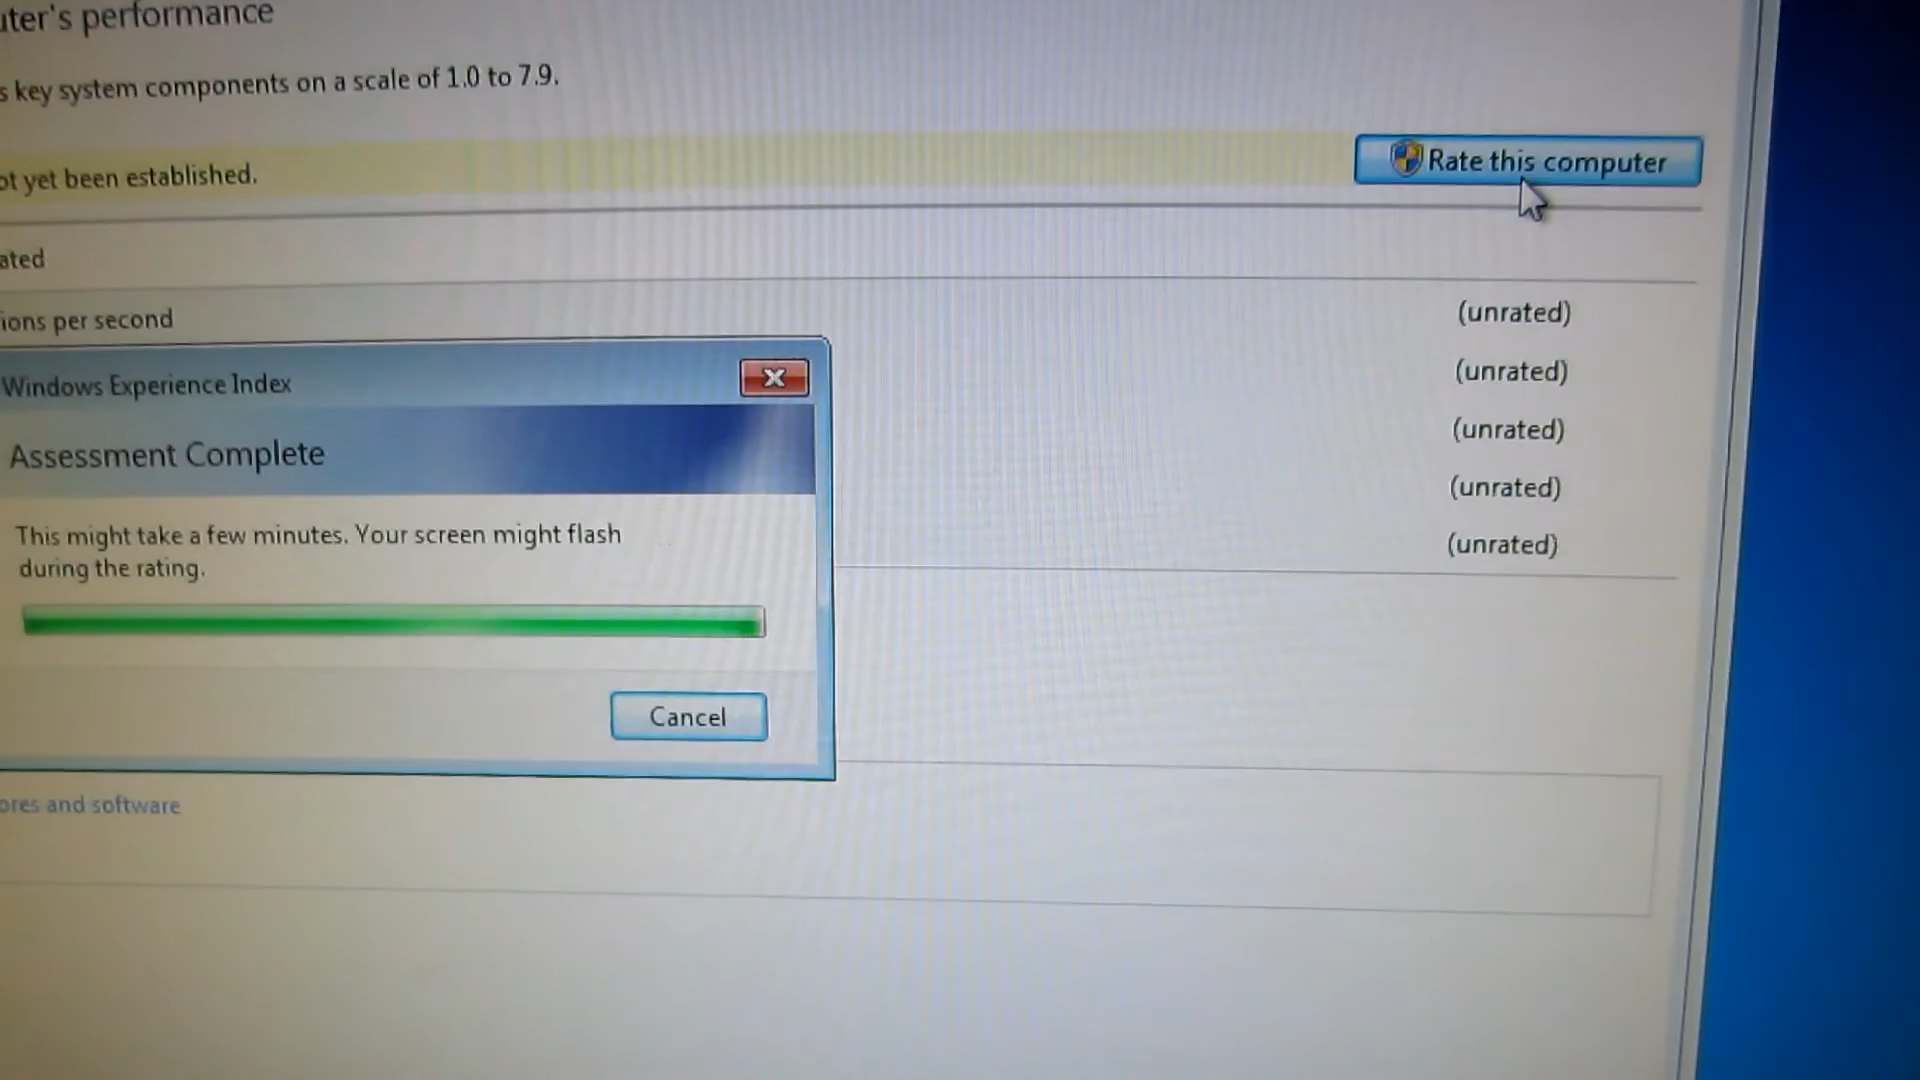 uter's performance
s key system components on a scale of 1.0 to 7.9.
ot yet been established.
Rate this computer
ated
ions per second
(unrated)
(unrated)
(unrated)
(unrated)
(unrated)
Windows Experience Index
Assessment Complete
This might take a few minutes. Your screen might flash
during the rating.
Cancel
ores and software